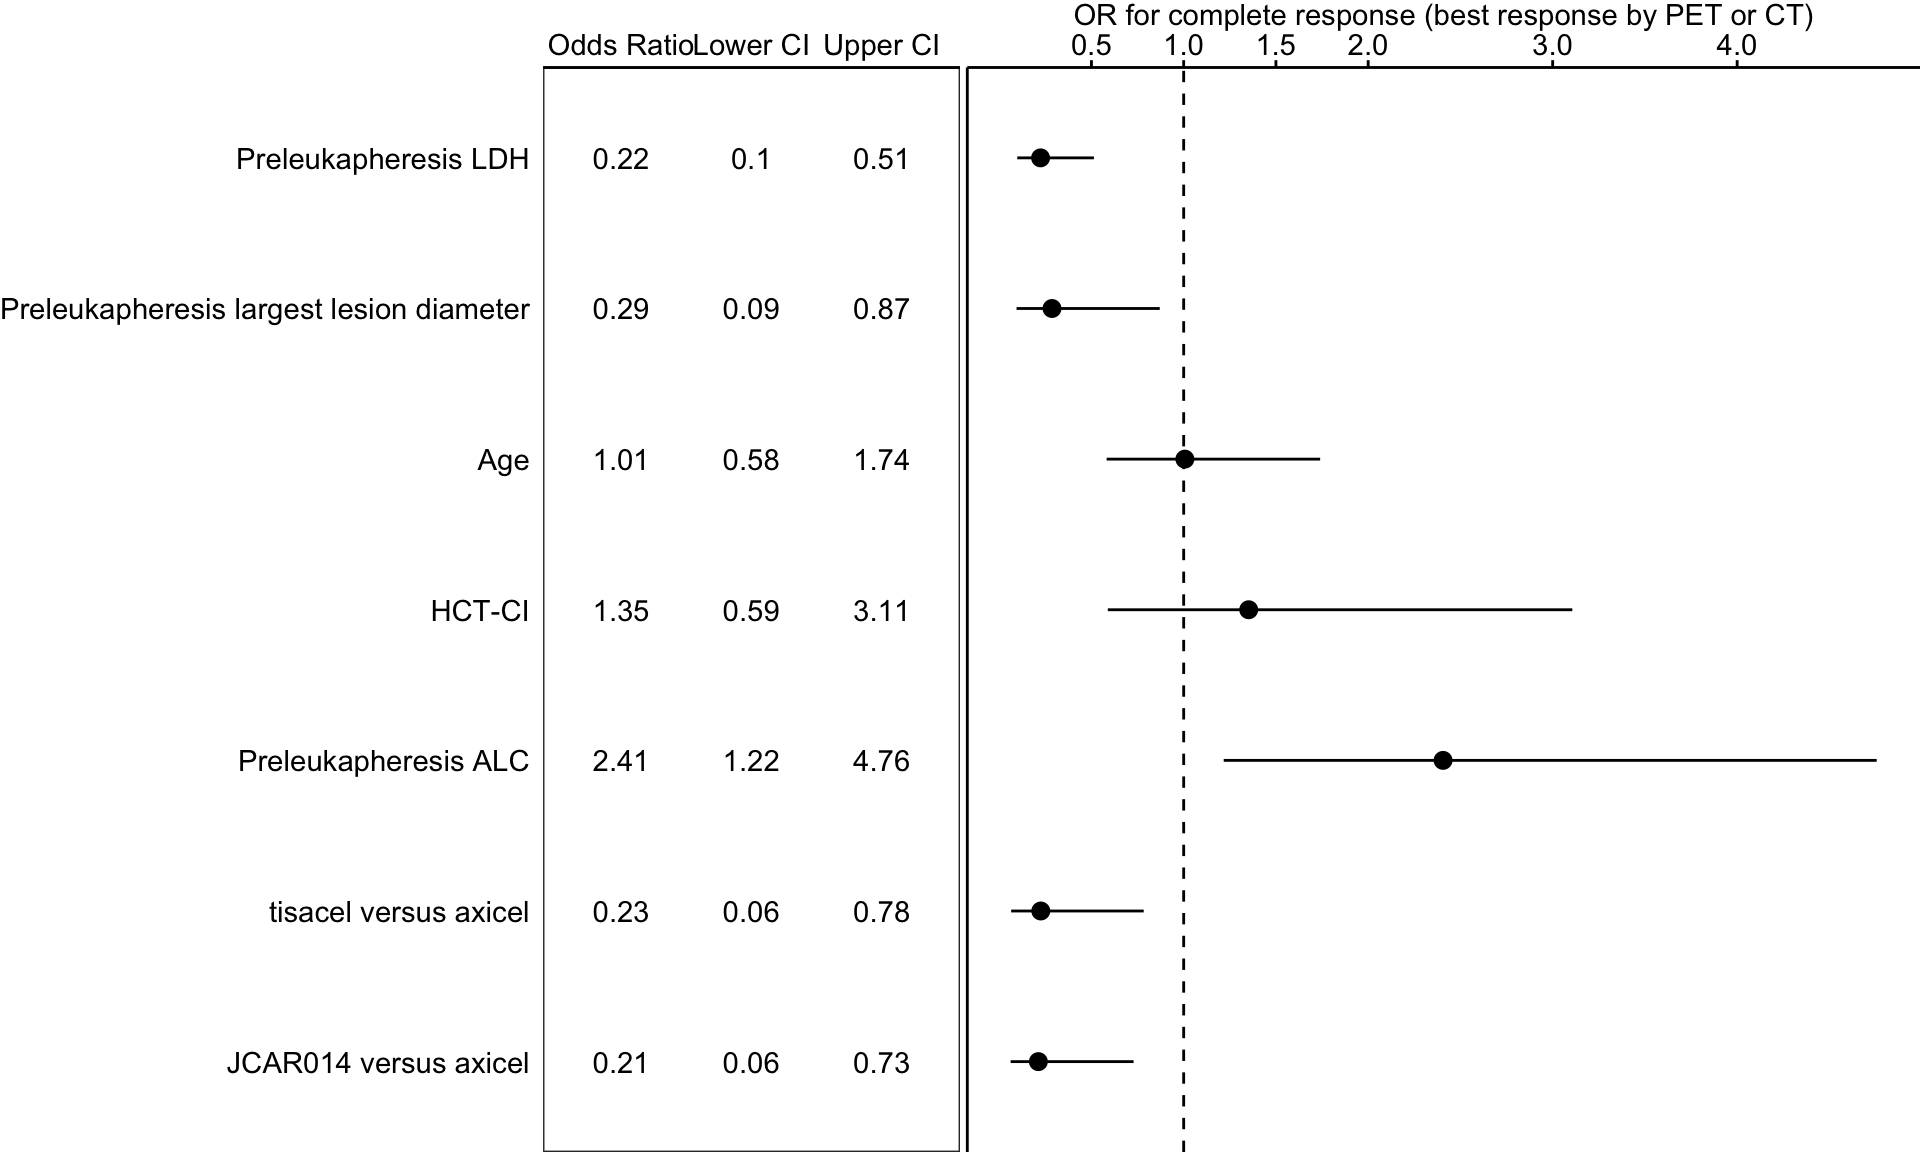 OR for complete response (best response by PET or CT)
Odds Ratio Lower CI Upper CI 0.5 1.0 1.5 2.0 3.0 4.0
Preleukapheresis LDH 0.22 0.1 0.51
Preleukapheresis largest lesion diameter 0.29 0.09 0.87
Age 1.01 0.58 1.74
HCT-CI 1.35 0.59 3.11
Preleukapheresis ALC 2.41 1.22 4.76
tisacel versus axicel 0.23 0.06 0.78
JCAR014 versus axicel 0.21 0.06 0.73